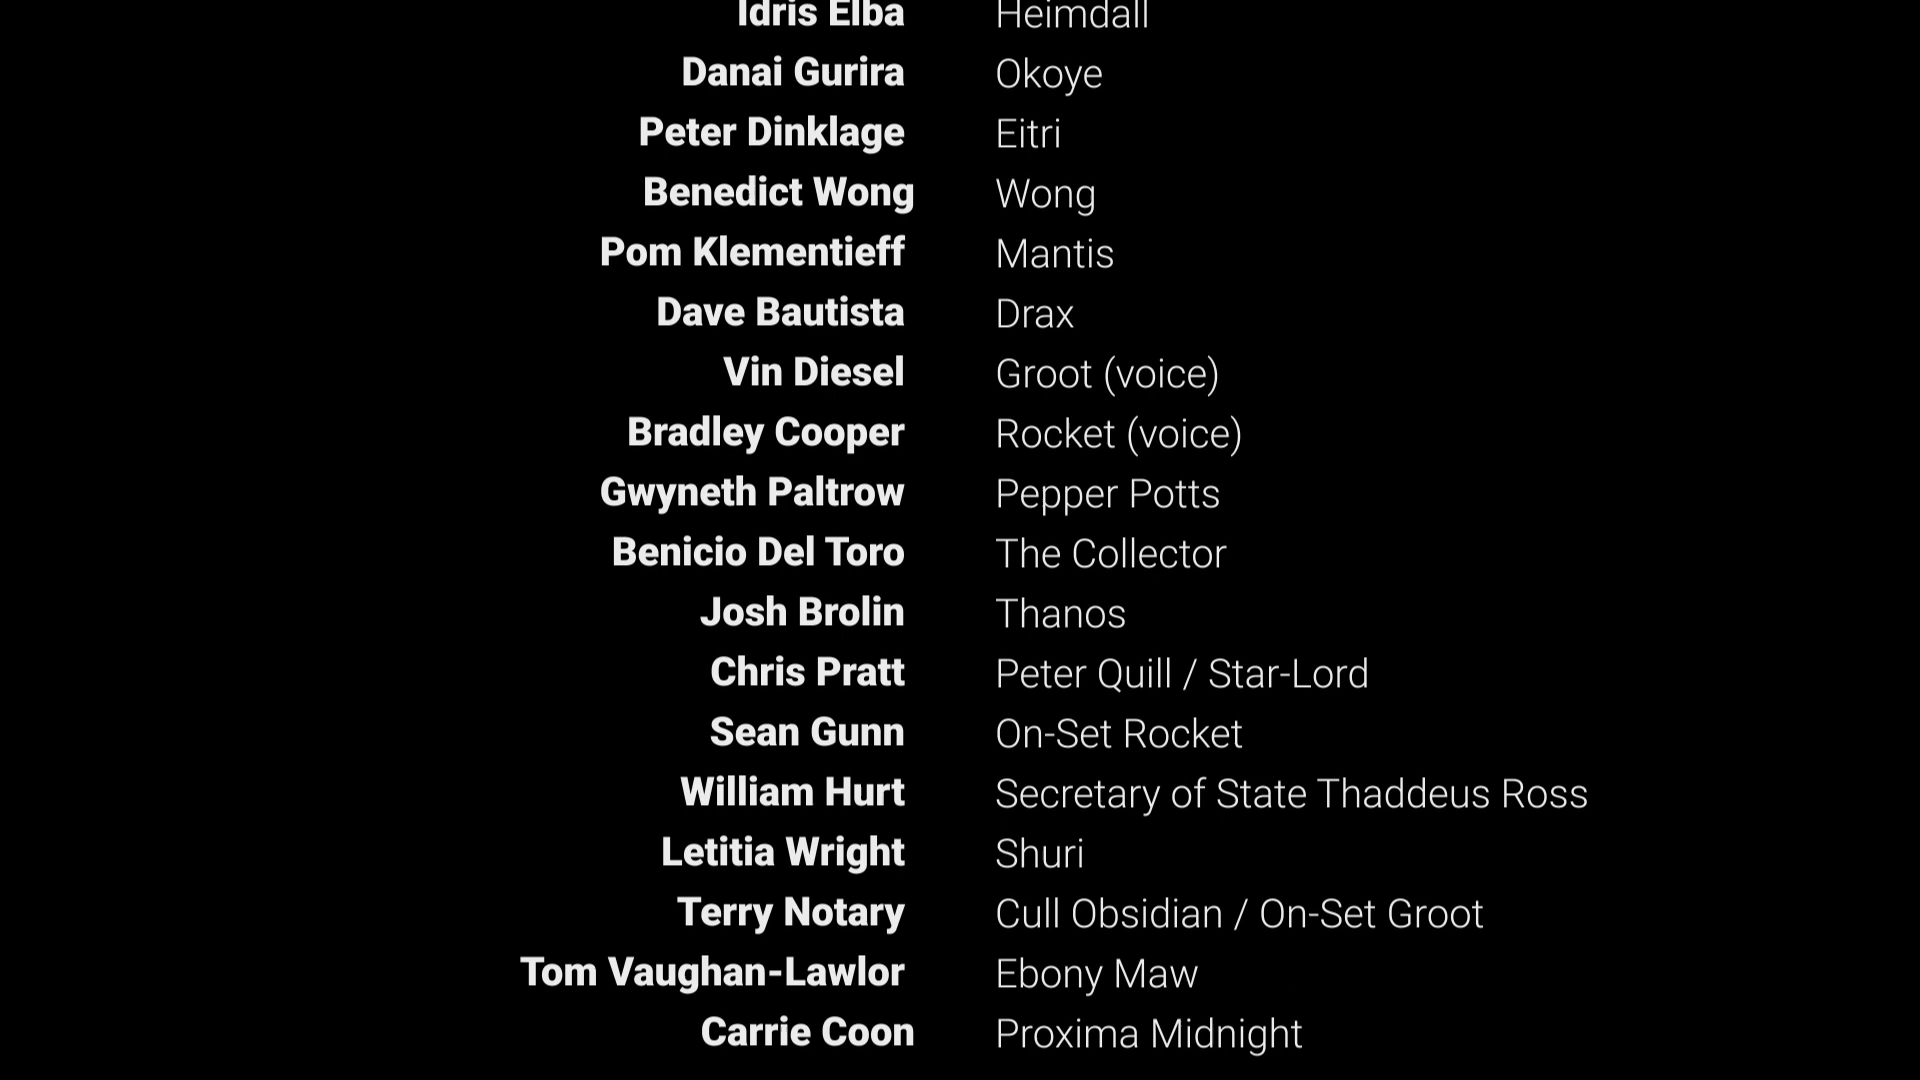 Idris Elba Heimdall
Danai Gurira Okoye
Peter Dinklage Eitri
Benedict Wong Wong
Pom Klementieff Mantis
Dave Bautista Drax
Vin Diesel Groot (voice)
Bradley Cooper Rocket (voice)
Gwyneth Paltrow Pepper Potts
Benicio Del Toro The Collector
Josh Brolin Thanos
Chris Pratt Peter Quill / Star-Lord
Sean Gunn On-Set Rocket
William Hurt Secretary of State Thaddeus Ross
Letitia Wright Shuri
Terry Notary Cull Obsidian / On-Set Groot
Tom Vaughan-Lawlor Ebony Maw
Carrie Coon Proxima Midnight